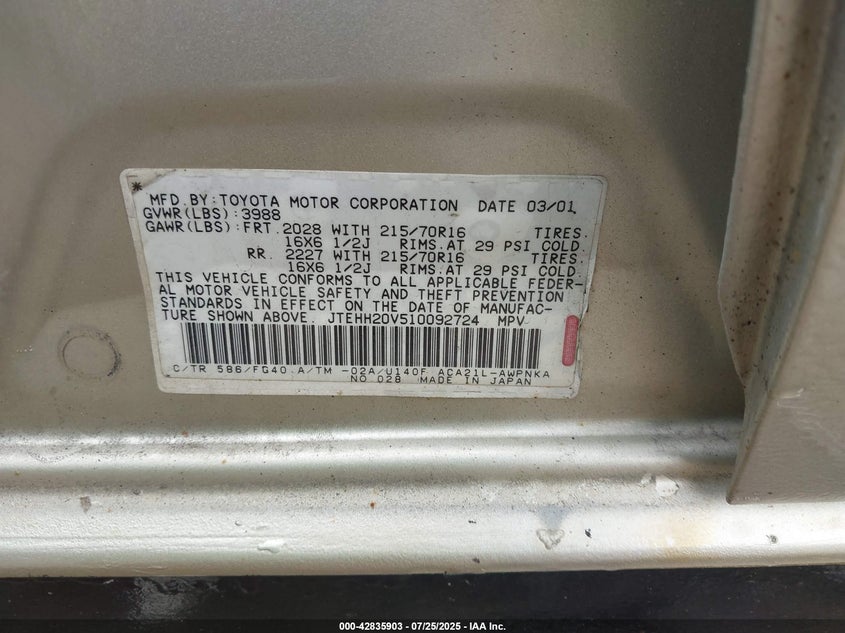 *
MFD.BY:TOYOTA MOTOR CORPORATION DATE 03/01
GVWR(LBS):3988
GAWR(LBS):FRT.2028 WITH 215/70R16 TIRES.
16X6 1/2J RIMS.AT 29 PSI COLD.
RR. 2227 WITH 215/70R16 TIRES.
16X6 1/2J RIMS.AT 29 PSI COLD.
THIS VEHICLE CONFORMS TO ALL APPLICABLE FEDER-
AL MOTOR VEHICLE SAFETY AND THEFT PREVENTION
STANDARDS IN EFFECT ON THE DATE OF MANUFAC-
TURE SHOWN ABOVE. JTEHH20V510092724 MPV
C/TR 5B6/FG40 A/TM -02A/U140F ACA21L-AWPNKA
NO 028 MADE IN JAPAN
000-42835903 - 07/25/2025 - IAA Inc.